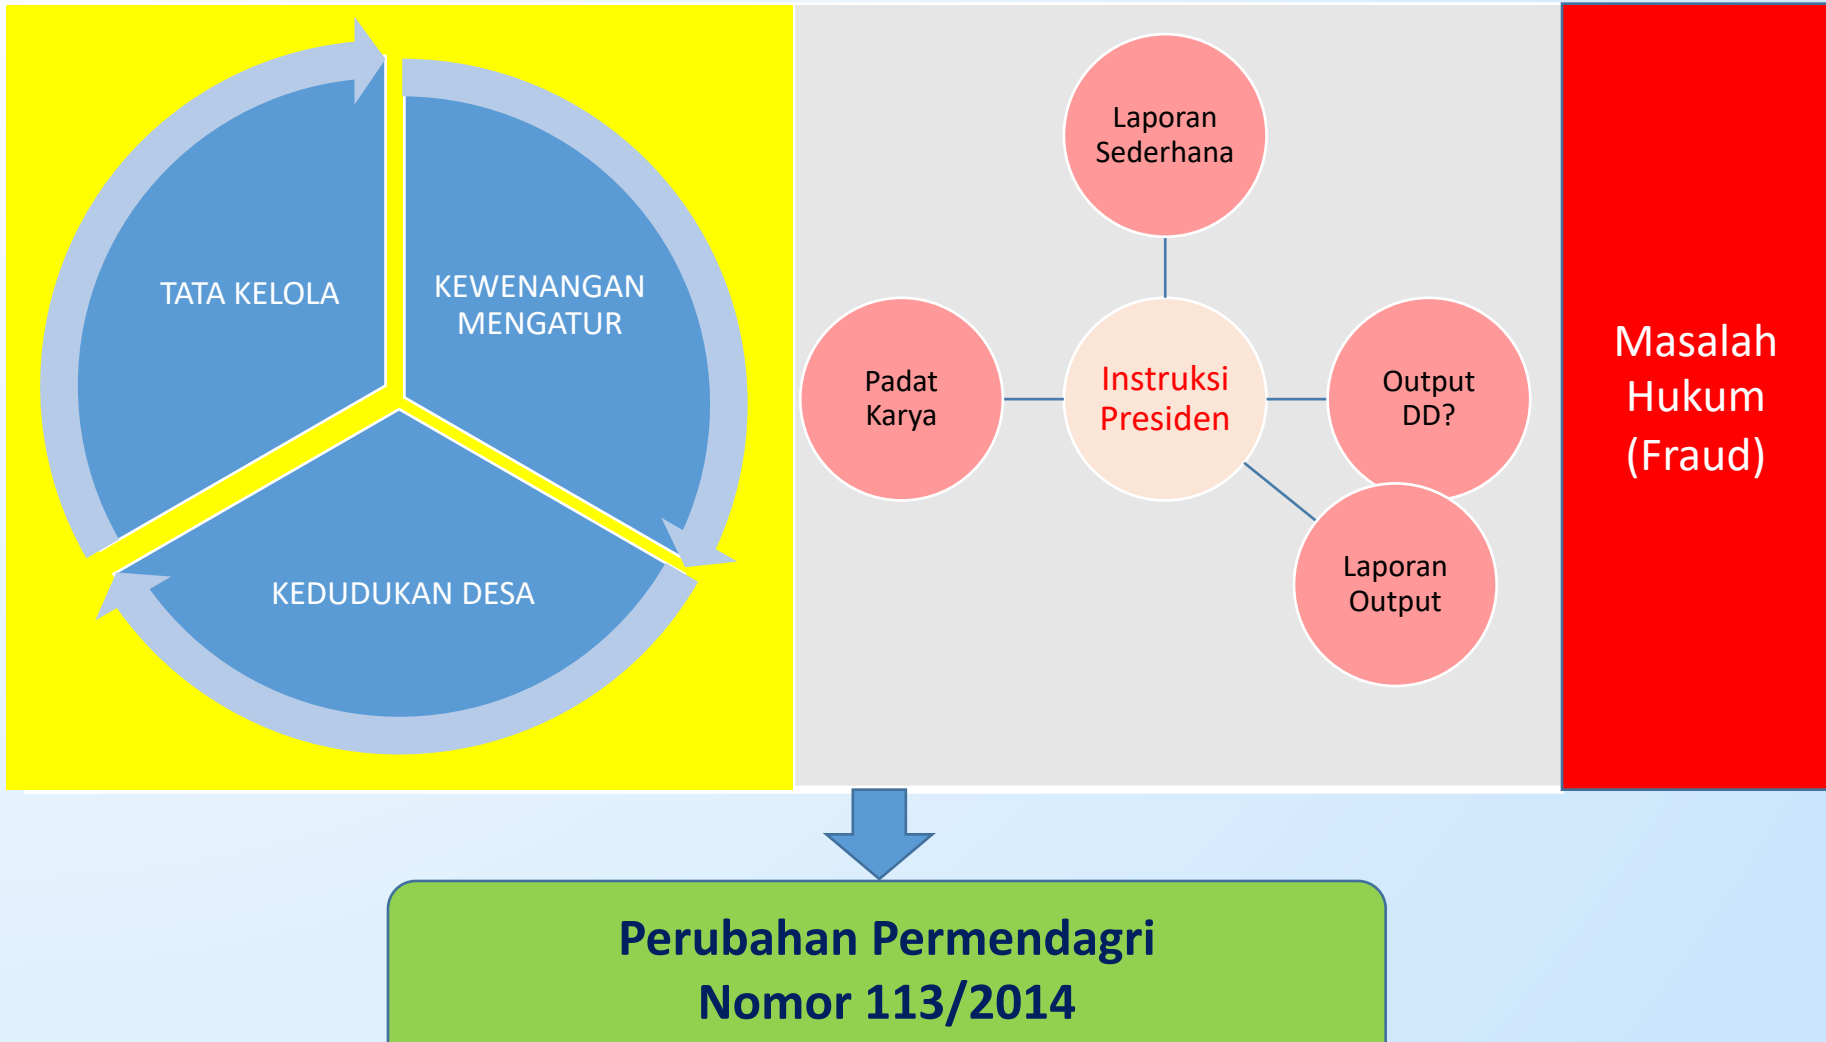 TATA KELOLA
KEWENANGAN
MENGATUR
KEDUDUKAN DESA
Laporan
Sederhana
Padat
Karya
Instruksi
Presiden
Output
DD?
Laporan
Output
Masalah
Hukum
(Fraud)
Perubahan Permendagri
Nomor 113/2014